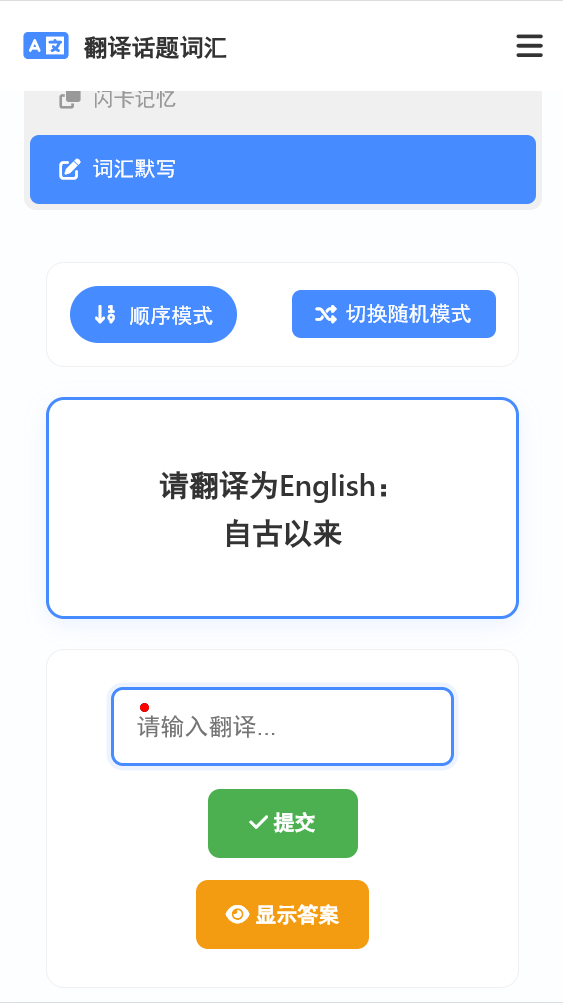 翻译话题词汇
闪卡记忆
词汇默写
顺序模式
切换随机模式
请翻译为English：
自古以来
请输入翻译...
提交
显示答案